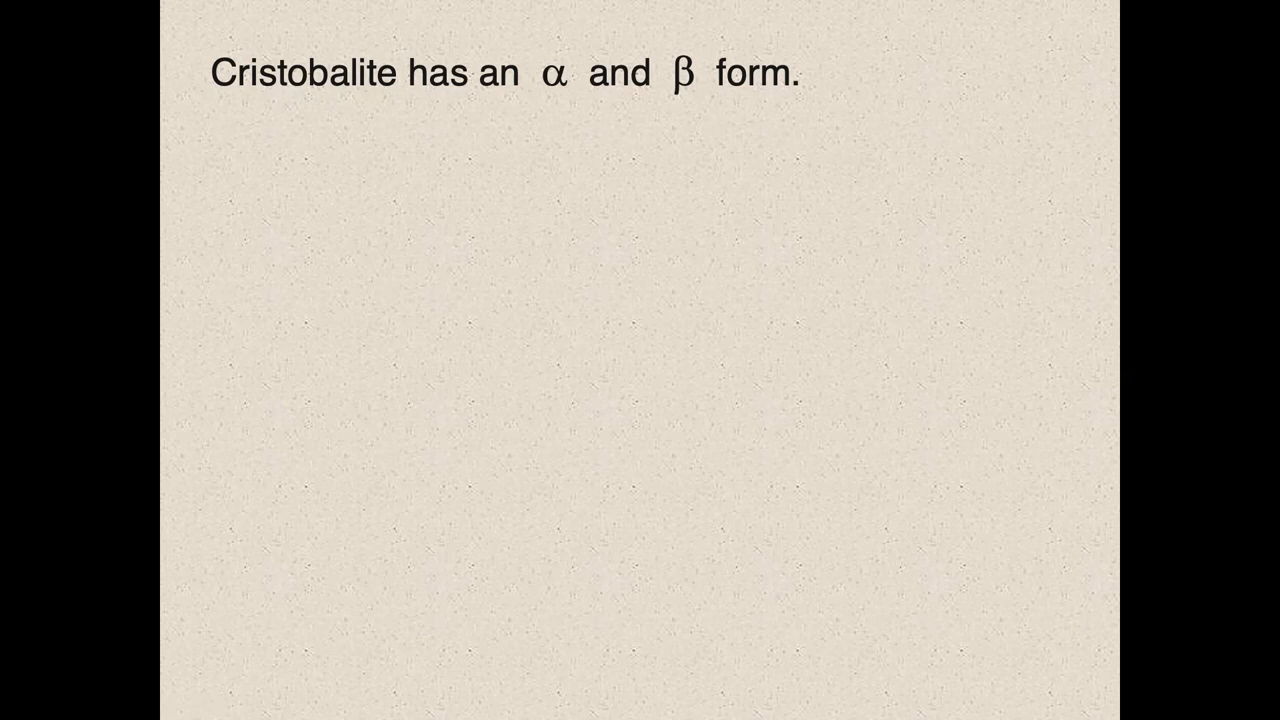 Cristobalite has an α and β form.